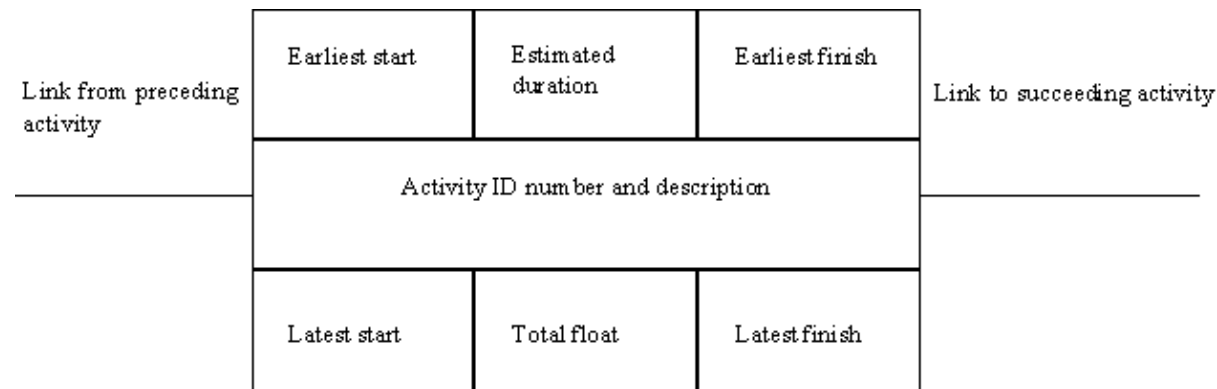 Link from preceding
activity
Earliest start
Estimated
duration
Earliest finish
Link to succeeding activity
Activity ID number and description
Latest start
Total float
Latest finish